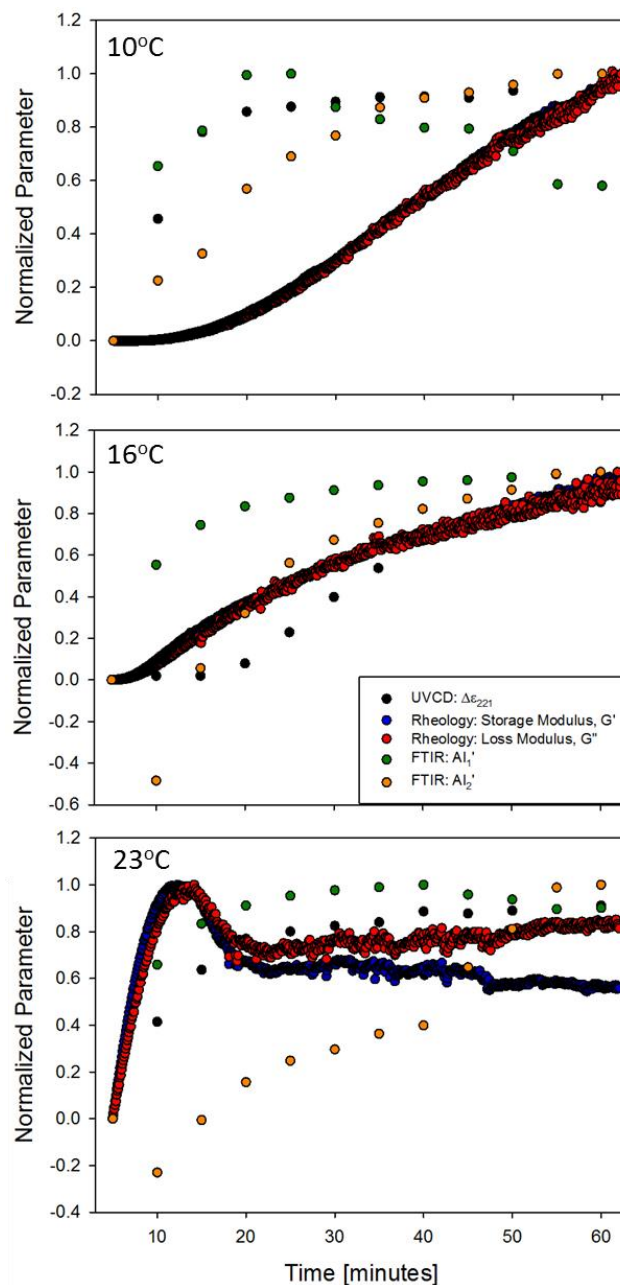 10°C
1.2
1.0
0.8
0.6
0.4
0.2
0.0
-0.2
Normalized Parameter
16°C
1.2
1.0
0.8
0.6
0.4
0.2
0.0
-0.2
-0.4
-0.6
Normalized Parameter
UVCD: Δε₂₂₁
Rheology: Storage Modulus, G'
Rheology: Loss Modulus, G"
FTIR: AI₁'
FTIR: AI₂'
23°C
1.2
1.0
0.8
0.6
0.4
0.2
0.0
-0.2
-0.4
Normalized Parameter
10 20 30 40 50 60
Time [minutes]